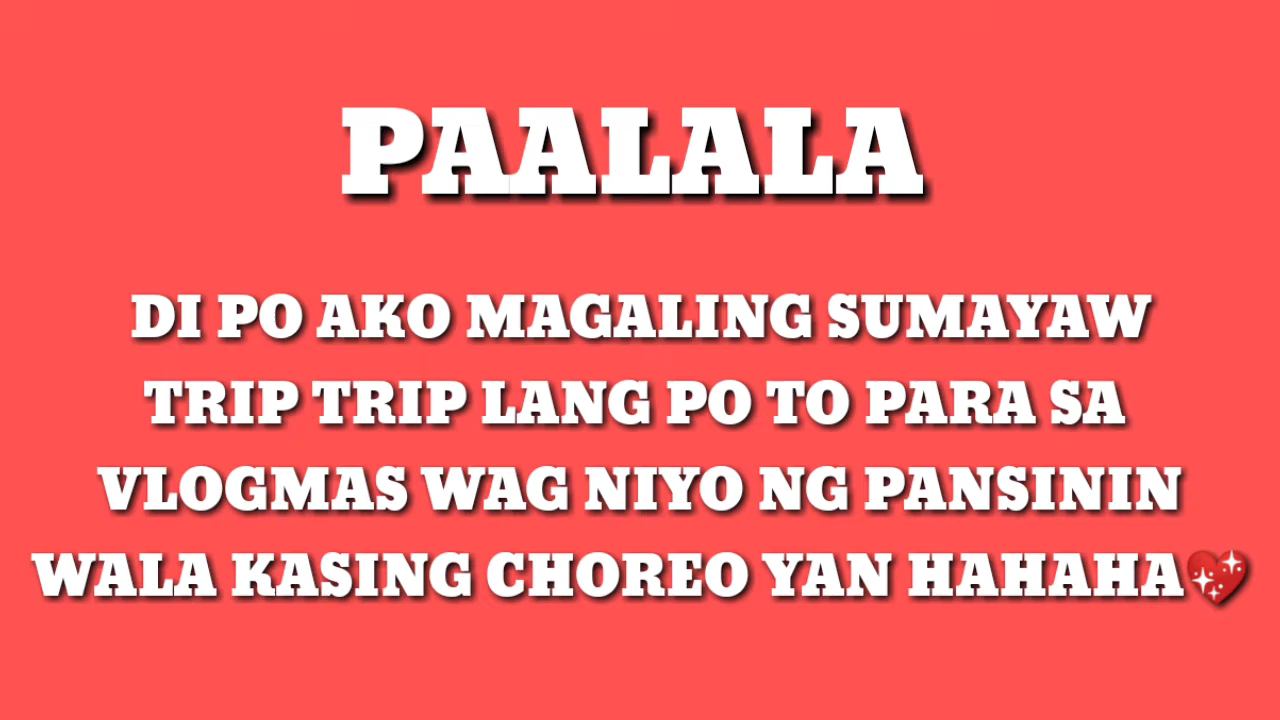 PAALALA
DI PO AKO MAGALING SUMAYAW
TRIP TRIP LANG PO TO PARA SA
VLOGMAS WAG NIYO NG PANSININ
WALA KASING CHOREO YAN HAHAHA💖